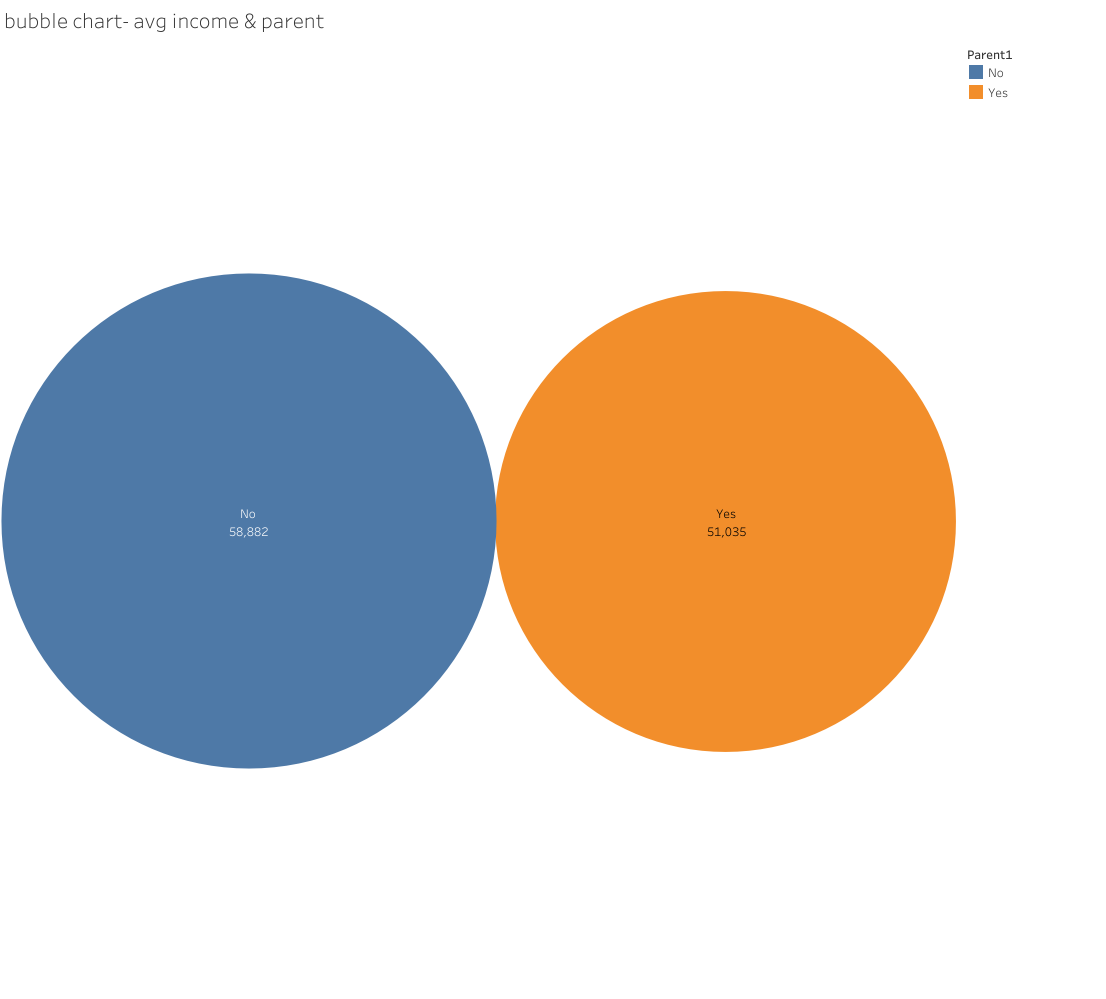 bubble chart- avg income & parent
Parent1
No
Yes
No
58,882
Yes
51,035